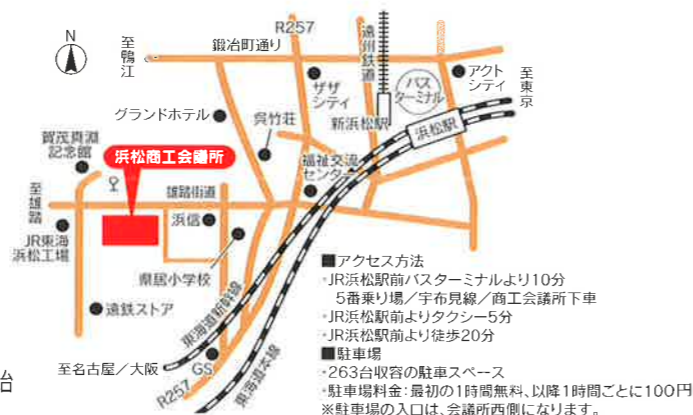 N
至鴨江
鍛冶町通り
R257
遠州鉄道
ザザ
シティ
バス
ターミナル
アクト
シティ
至東京
グランドホテル
呉竹荘
新浜松駅
浜松駅
賀茂真淵
記念館
浜松商工会議所
福祉交流
センター
至雄踏
雄踏街道
浜信
JR東海
浜松工場
県居小学校
遠鉄ストア
東海道新幹線
至名古屋/大阪
GS
R257
東海道本線
■アクセス方法
・JR浜松駅前バスターミナルより10分
5番乗り場/宇布見線/商工会議所下車
・JR浜松駅前よりタクシー5分
・JR浜松駅前より徒歩20分
■駐車場
・263台収容の駐車スペース
・駐車場料金:最初の1時間無料、以降1時間ごとに100円
※駐車場の入口は、会議所西側になります。
台